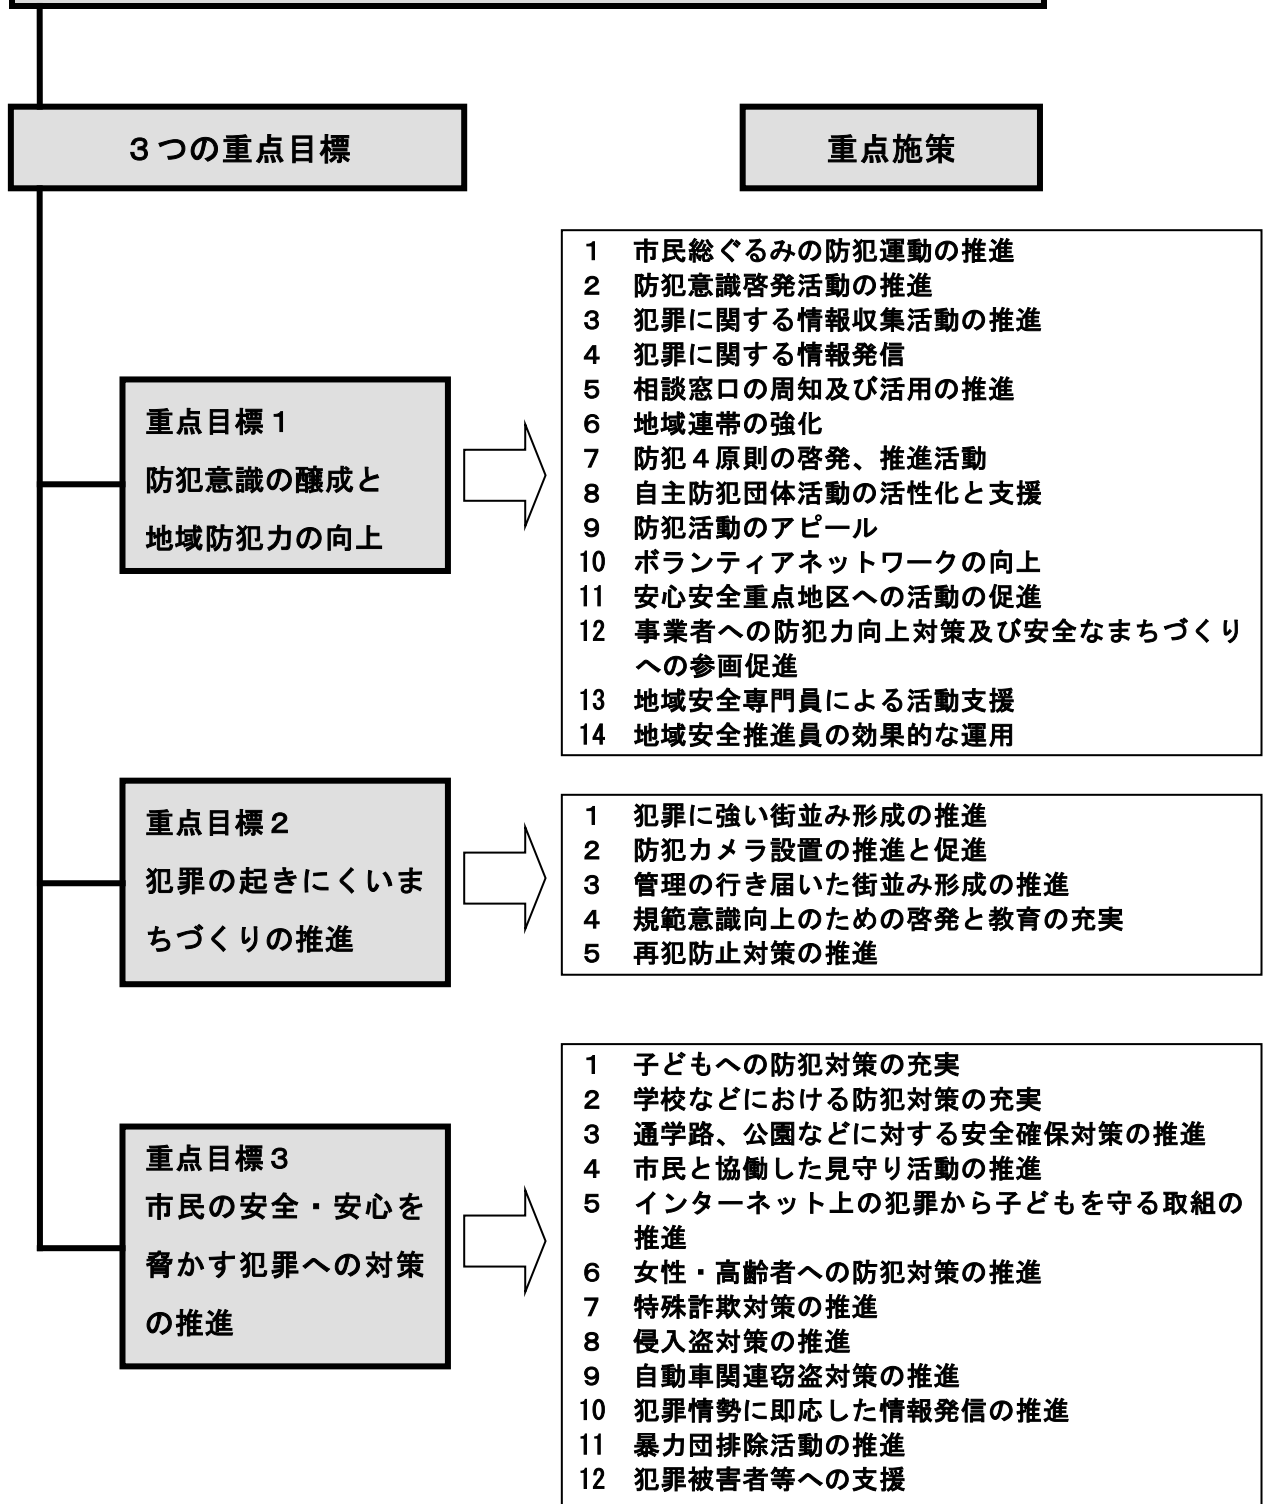 ３つの重点目標
重点施策
重点目標１
防犯意識の醸成と
地域防犯力の向上
1 市民総ぐるみの防犯運動の推進
2 防犯意識啓発活動の推進
3 犯罪に関する情報収集活動の推進
4 犯罪に関する情報発信
5 相談窓口の周知及び活用の推進
6 地域連帯の強化
7 防犯４原則の啓発、推進活動
8 自主防犯団体活動の活性化と支援
9 防犯活動のアピール
10 ボランティアネットワークの向上
11 安心安全重点地区への活動の促進
12 事業者への防犯力向上対策及び安全なまちづくり
への参画促進
13 地域安全専門員による活動支援
14 地域安全推進員の効果的な運用
重点目標２
犯罪の起きにくいま
ちづくりの推進
1 犯罪に強い街並み形成の推進
2 防犯カメラ設置の推進と促進
3 管理の行き届いた街並み形成の推進
4 規範意識向上のための啓発と教育の充実
5 再犯防止対策の推進
重点目標３
市民の安全・安心を
脅かす犯罪への対策
の推進
1 子どもへの防犯対策の充実
2 学校などにおける防犯対策の充実
3 通学路、公園などに対する安全確保対策の推進
4 市民と協働した見守り活動の推進
5 インターネット上の犯罪から子どもを守る取組の
推進
6 女性・高齢者への防犯対策の推進
7 特殊詐欺対策の推進
8 侵入盗対策の推進
9 自動車関連窃盗対策の推進
10 犯罪情勢に即応した情報発信の推進
11 暴力団排除活動の推進
12 犯罪被害者等への支援